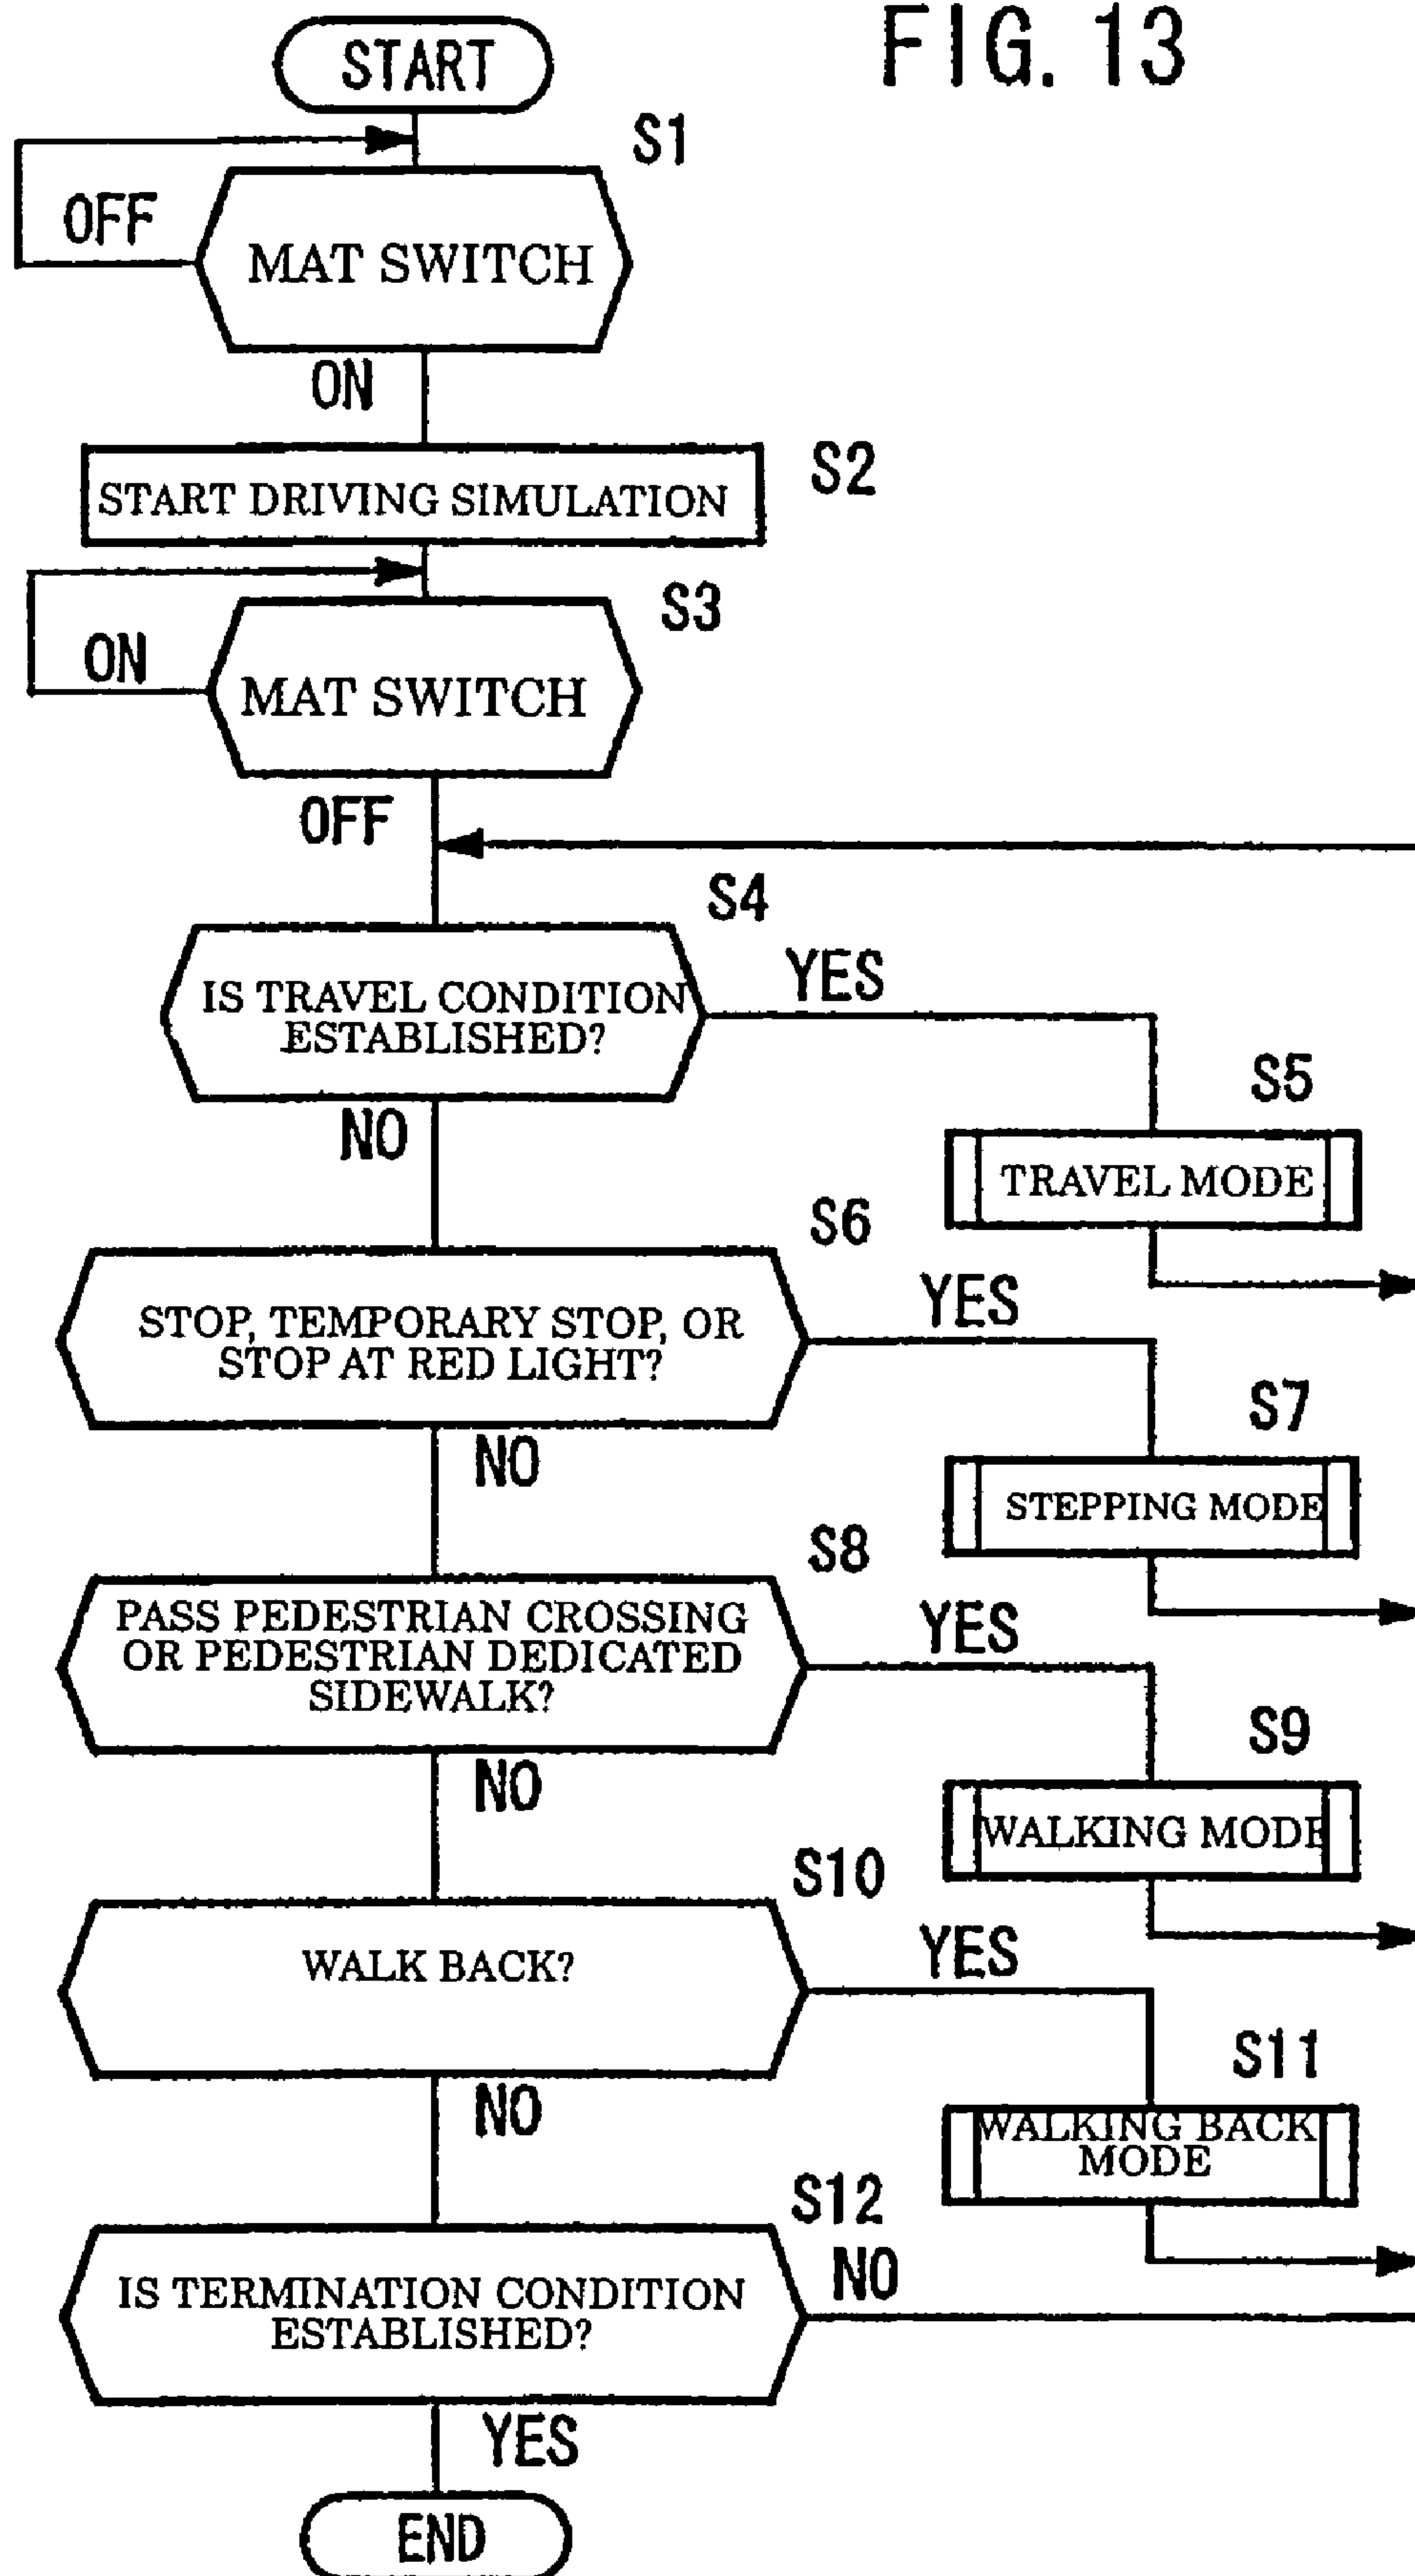 FIG. 13
START
S1
OFF
MAT SWITCH
ON
S2
START DRIVING SIMULATION
S3
ON
MAT SWITCH
OFF
S4
IS TRAVEL CONDITION
ESTABLISHED?
YES
NO
S5
TRAVEL MODE
S6
STOP, TEMPORARY STOP, OR
STOP AT RED LIGHT?
YES
NO
S7
STEPPING MODE
S8
PASS PEDESTRIAN CROSSING
OR PEDESTRIAN DEDICATED
SIDEWALK?
YES
NO
S9
WALKING MODE
S10
WALK BACK?
YES
NO
S11
WALKING BACK
MODE
S12
IS TERMINATION CONDITION
ESTABLISHED?
NO
YES
END